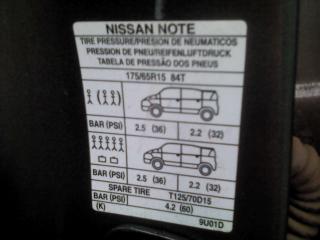 NISSAN NOTE
TIRE PRESSURE/PRESION DE NEUMATICOS
PRESSION DE PNEU/REIFENLUFTDRUCK
TABELA DE PRESSÃO DOS PNEUS
175/65R15 84T
BAR (PSI) 2.5 (36) 2.2 (32)
BAR (PSI) 2.5 (36) 2.2 (32)
SPARE TIRE T125/70D15
BAR (PSI) 4.2 (60)
(K) 9U01D